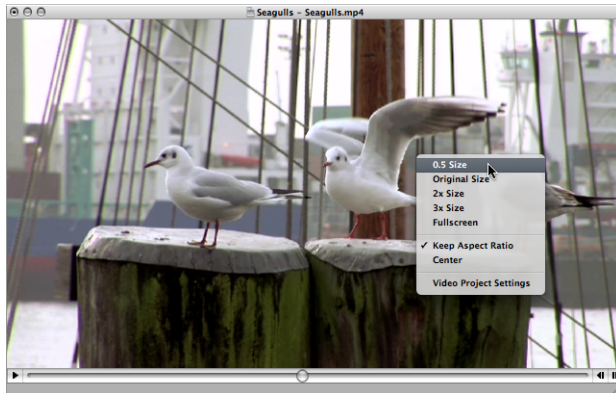 Seagulls – Seagulls.mp4
0.5 Size
Original Size
2x Size
3x Size
Fullscreen
✓ Keep Aspect Ratio
Center
Video Project Settings